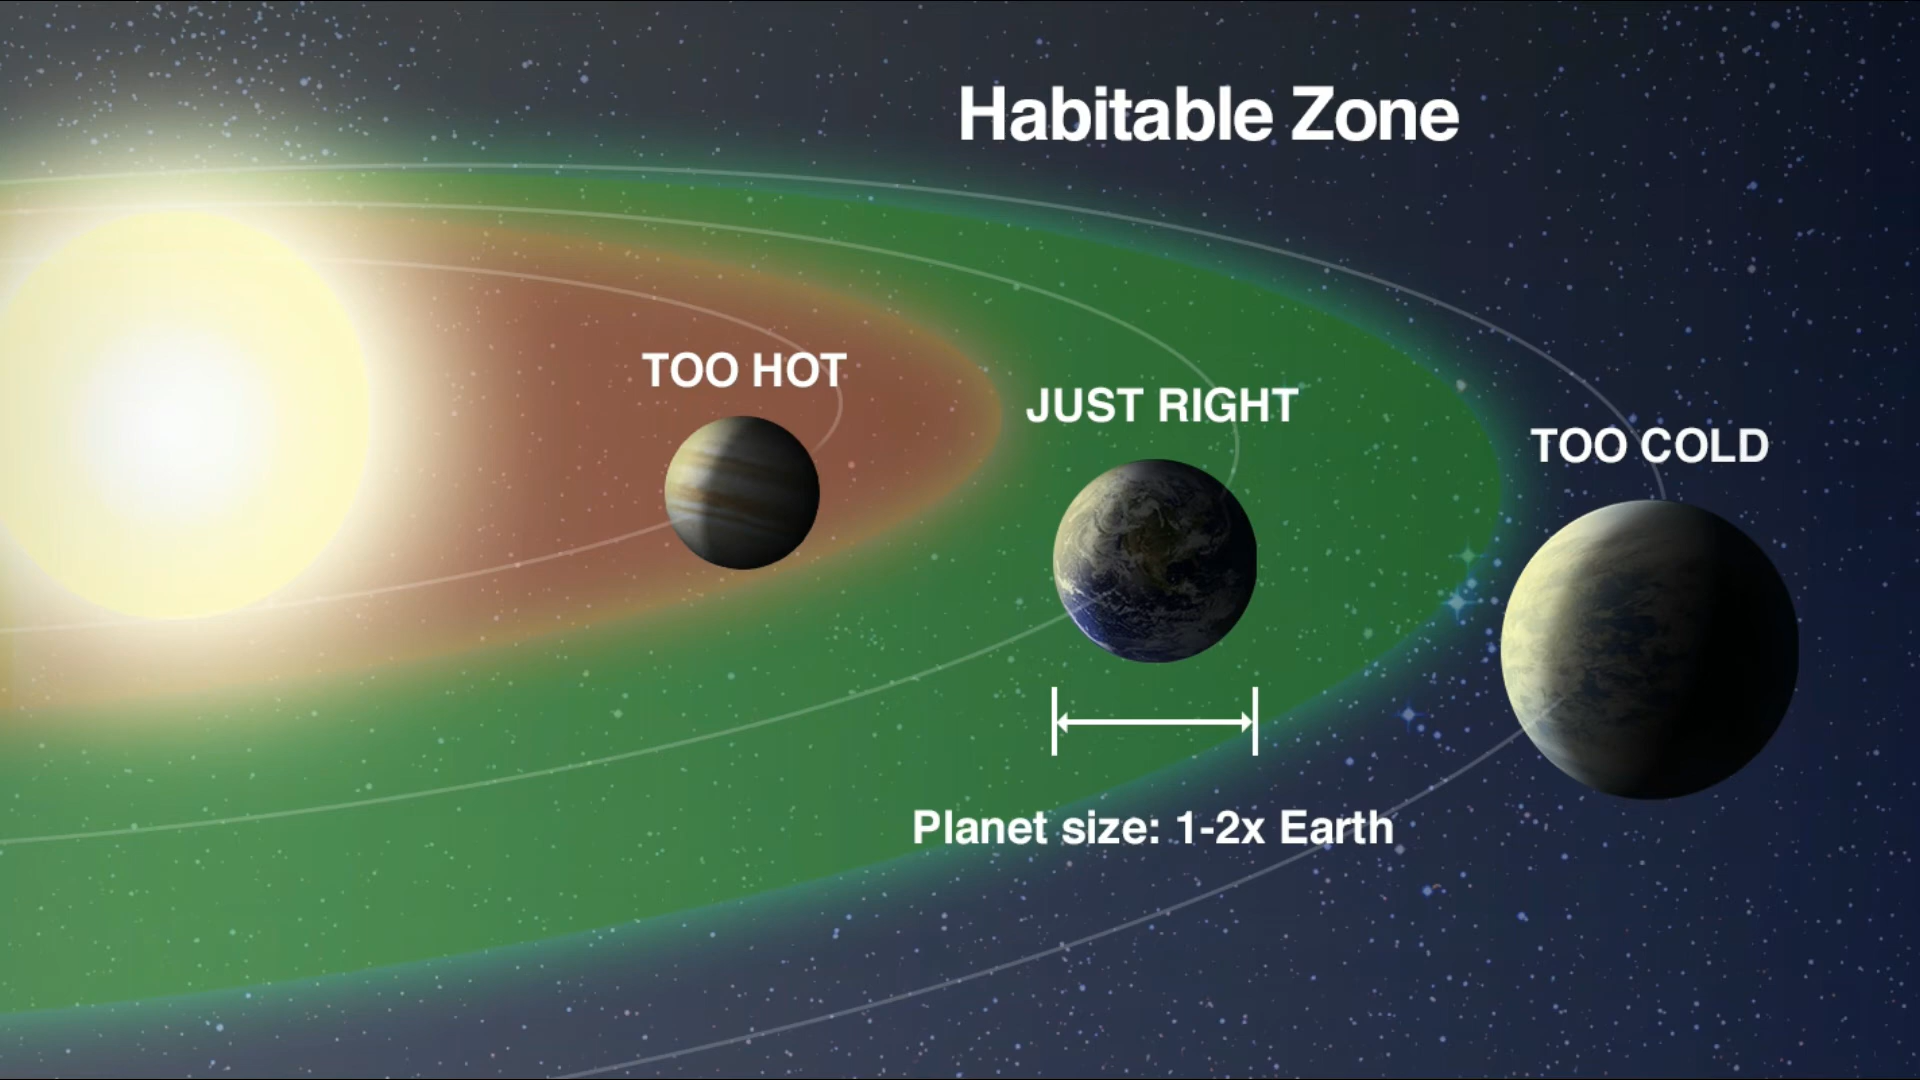 Habitable Zone
TOO HOT
JUST RIGHT
TOO COLD
Planet size: 1-2x Earth